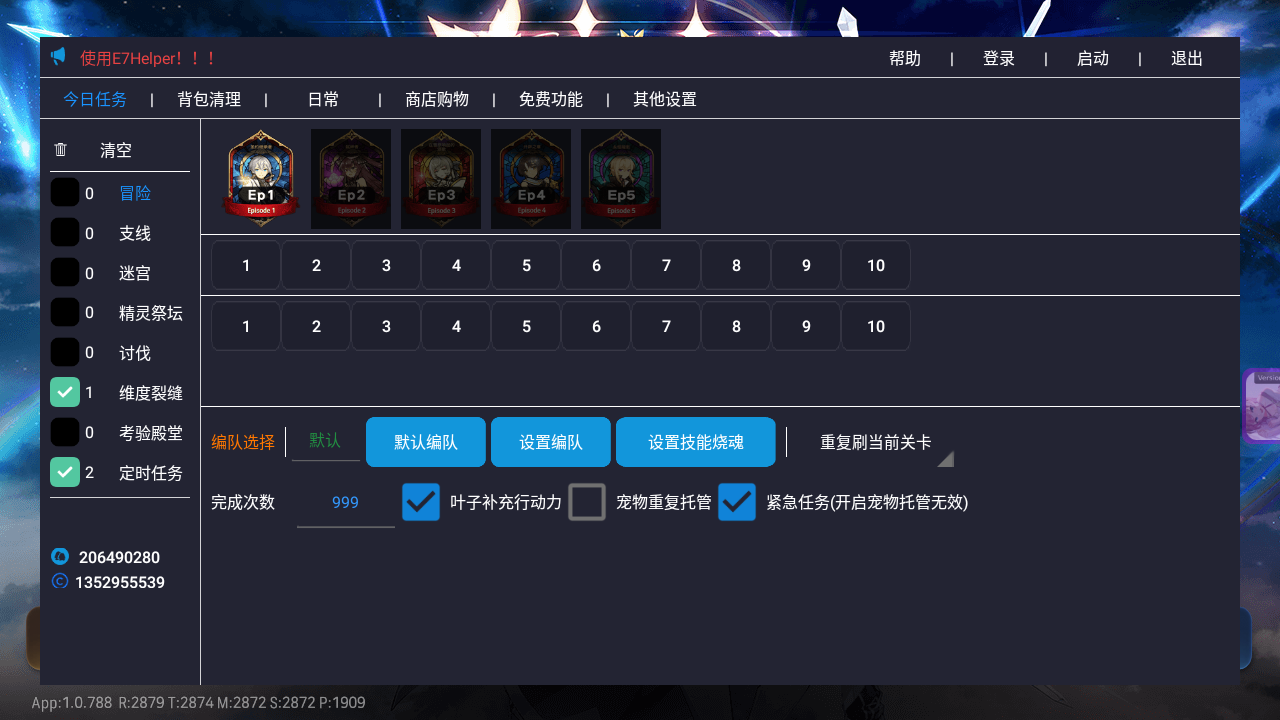 使用E7Helper！！！ 帮助 | 登录 | 启动 | 退出
今日任务 | 背包清理 | 日常 | 商店购物 | 免费功能 | 其他设置
清空
0 冒险
0 支线
0 迷宫
0 精灵祭坛
0 讨伐
1 维度裂缝
0 考验殿堂
2 定时任务
206490280
1352955539
Ep1 Ep2 Ep3 Ep4 Ep5
Episode 1 Episode 2 Episode 3 Episode 4 Episode 5
1 2 3 4 5 6 7 8 9 10
1 2 3 4 5 6 7 8 9 10
编队选择 默认 默认编队 设置编队 设置技能烧魂 重复刷当前关卡
完成次数 999 叶子补充行动力 宠物重复托管 紧急任务(开启宠物托管无效)
App:1.0.788 R:2879 T:2874 M:2872 S:2872 P:1909